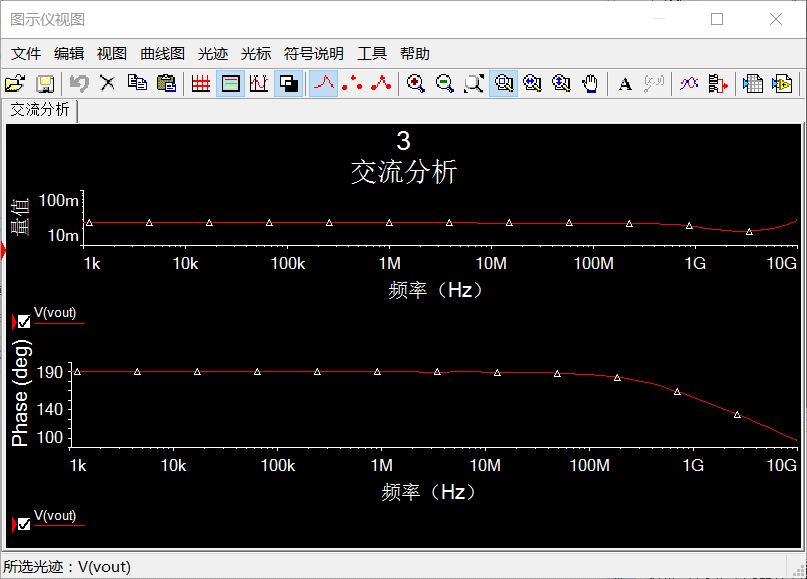 图示仪视图
文件 编辑 视图 曲线图 光迹 光标 符号说明 工具 帮助
A
交流分析
3
交流分析
量值
100m
10m
1k 10k 100k 1M 10M 100M 1G 10G
频率（Hz）
V(vout)
Phase (deg)
190
140
100
1k 10k 100k 1M 10M 100M 1G 10G
频率（Hz）
V(vout)
所选光迹：V(vout)